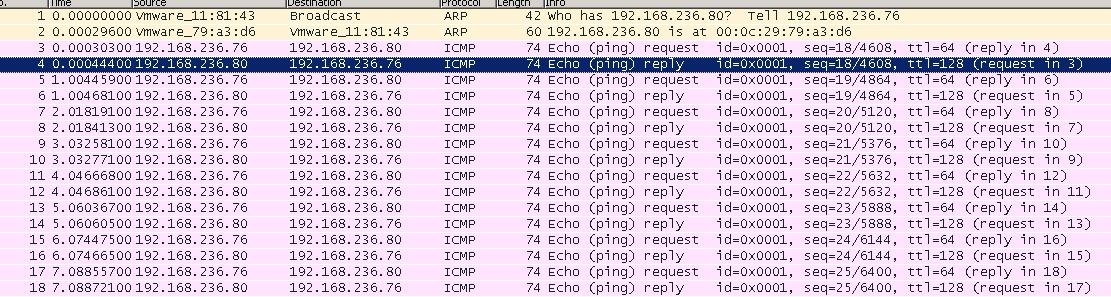 o. Time Source Destination Protocol Length Info
1 0.00000000 Vmware_11:81:43 Broadcast ARP 42 Who has 192.168.236.80? Tell 192.168.236.76
2 0.00029600 Vmware_79:a3:d6 Vmware_11:81:43 ARP 60 192.168.236.80 is at 00:0c:29:79:a3:d6
3 0.00030300 192.168.236.76 192.168.236.80 ICMP 74 Echo (ping) request id=0x0001, seq=18/4608, ttl=64 (reply in 4)
4 0.00044400 192.168.236.80 192.168.236.76 ICMP 74 Echo (ping) reply id=0x0001, seq=18/4608, ttl=128 (request in 3)
5 1.00445900 192.168.236.76 192.168.236.80 ICMP 74 Echo (ping) request id=0x0001, seq=19/4864, ttl=64 (reply in 6)
6 1.00468100 192.168.236.80 192.168.236.76 ICMP 74 Echo (ping) reply id=0x0001, seq=19/4864, ttl=128 (request in 5)
7 2.01819100 192.168.236.76 192.168.236.80 ICMP 74 Echo (ping) request id=0x0001, seq=20/5120, ttl=64 (reply in 8)
8 2.01841300 192.168.236.80 192.168.236.76 ICMP 74 Echo (ping) reply id=0x0001, seq=20/5120, ttl=128 (request in 7)
9 3.03258100 192.168.236.76 192.168.236.80 ICMP 74 Echo (ping) request id=0x0001, seq=21/5376, ttl=64 (reply in 10)
10 3.03277100 192.168.236.80 192.168.236.76 ICMP 74 Echo (ping) reply id=0x0001, seq=21/5376, ttl=128 (request in 9)
11 4.04666800 192.168.236.76 192.168.236.80 ICMP 74 Echo (ping) request id=0x0001, seq=22/5632, ttl=64 (reply in 12)
12 4.04686100 192.168.236.80 192.168.236.76 ICMP 74 Echo (ping) reply id=0x0001, seq=22/5632, ttl=128 (request in 11)
13 5.06036700 192.168.236.76 192.168.236.80 ICMP 74 Echo (ping) request id=0x0001, seq=23/5888, ttl=64 (reply in 14)
14 5.06060500 192.168.236.80 192.168.236.76 ICMP 74 Echo (ping) reply id=0x0001, seq=23/5888, ttl=128 (request in 13)
15 6.07447500 192.168.236.76 192.168.236.80 ICMP 74 Echo (ping) request id=0x0001, seq=24/6144, ttl=64 (reply in 16)
16 6.07466500 192.168.236.80 192.168.236.76 ICMP 74 Echo (ping) reply id=0x0001, seq=24/6144, ttl=128 (request in 15)
17 7.08855700 192.168.236.76 192.168.236.80 ICMP 74 Echo (ping) request id=0x0001, seq=25/6400, ttl=64 (reply in 18)
18 7.08872100 192.168.236.80 192.168.236.76 ICMP 74 Echo (ping) reply id=0x0001, seq=25/6400, ttl=128 (request in 17)